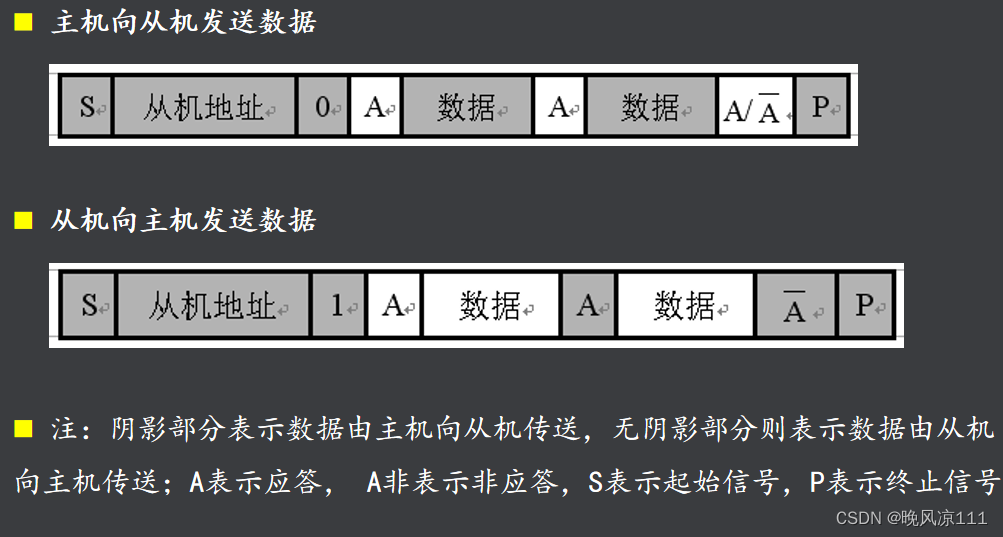 ■ 主机向从机发送数据
S 从机地址 0 A 数据 A 数据 A/A̅ P
■ 从机向主机发送数据
S 从机地址 1 A 数据 A 数据 A̅ P
■ 注：阴影部分表示数据由主机向从机传送，无阴影部分则表示数据由从机
向主机传送；A表示应答， A非表示非应答，S表示起始信号，P表示终止信号
CSDN @晚风凉111